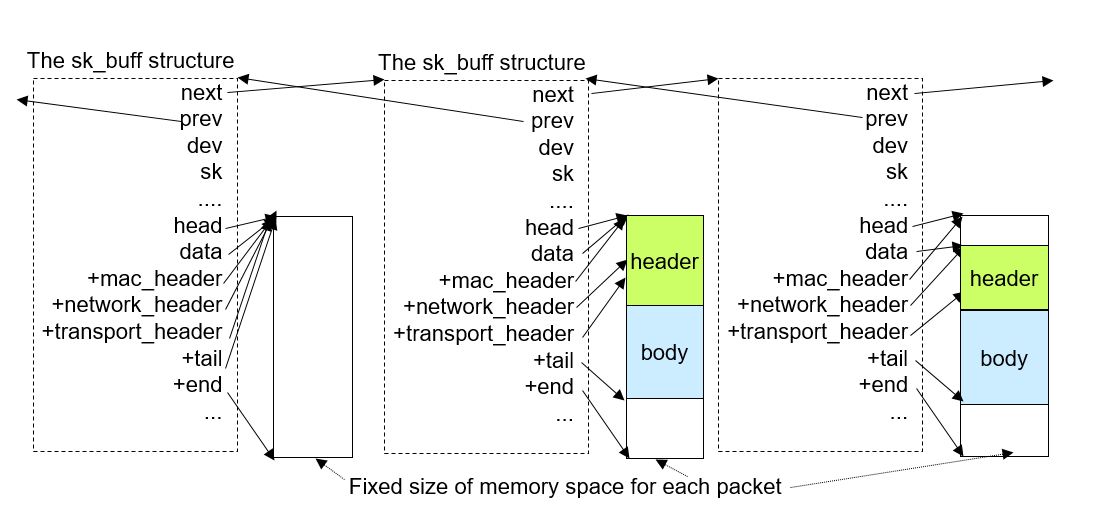 The sk_buff structure
next
prev
dev
sk
....
head
data
+mac_header
+network_header
+transport_header
+tail
+end
...
The sk_buff structure
next
prev
dev
sk
....
head
data
+mac_header
+network_header
+transport_header
+tail
+end
...
header
body
next
prev
dev
sk
....
head
data
+mac_header
+network_header
+transport_header
+tail
+end
...
header
body
Fixed size of memory space for each packet